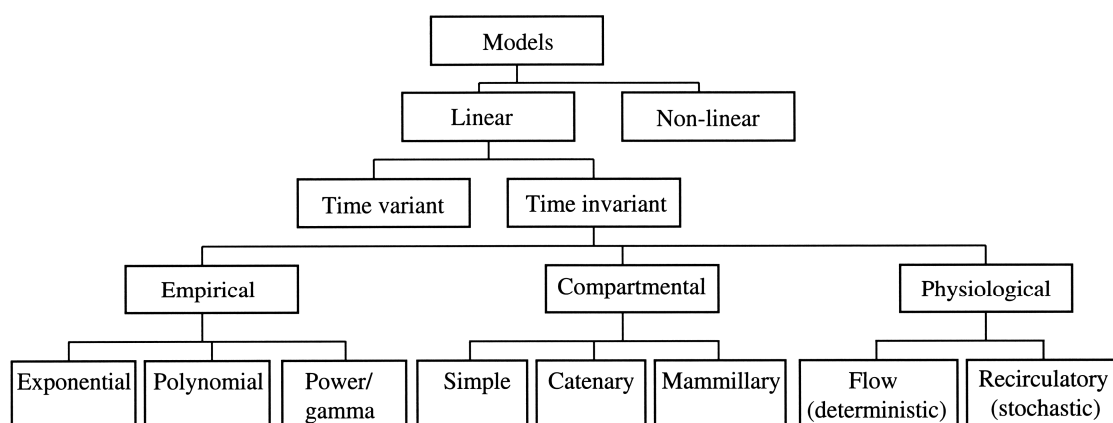 Models
Linear
Non-linear
Time variant
Time invariant
Empirical
Compartmental
Physiological
Exponential
Polynomial
Power/
gamma
Simple
Catenary
Mammillary
Flow
(deterministic)
Recirculatory
(stochastic)